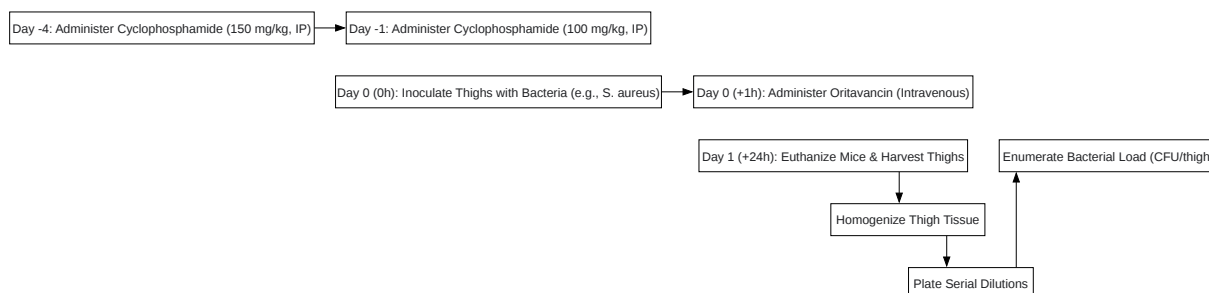 Day -4: Administer Cyclophosphamide (150 mg/kg, IP)
Day -1: Administer Cyclophosphamide (100 mg/kg, IP)
Day 0 (0h): Inoculate Thighs with Bacteria (e.g., S. aureus)
Day 0 (+1h): Administer Oritavancin (Intravenous)
Day 1 (+24h): Euthanize Mice & Harvest Thighs
Enumerate Bacterial Load (CFU/thigh
Homogenize Thigh Tissue
Plate Serial Dilutions